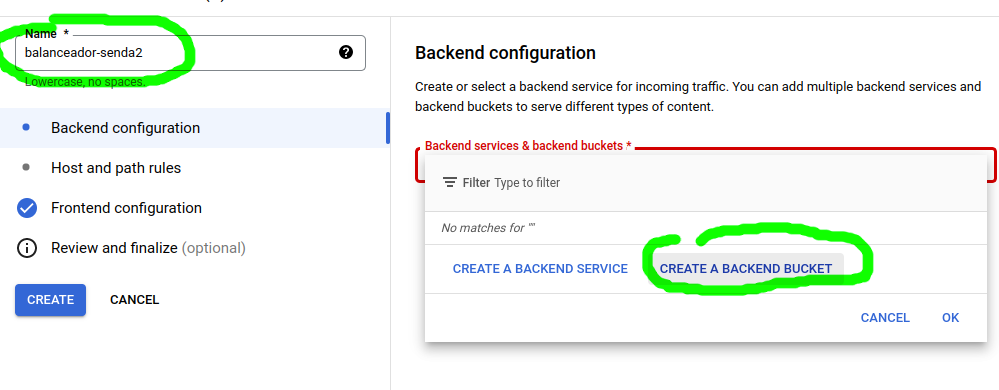 Name *
balanceador-senda2
Lowercase, no spaces.
Backend configuration
Host and path rules
Frontend configuration
Review and finalize (optional)
CREATE
CANCEL
Backend configuration
Create or select a backend service for incoming traffic. You can add multiple backend services and
backend buckets to serve different types of content.
Backend services & backend buckets *
Filter Type to filter
No matches for ""
CREATE A BACKEND SERVICE
CREATE A BACKEND BUCKET
CANCEL
OK